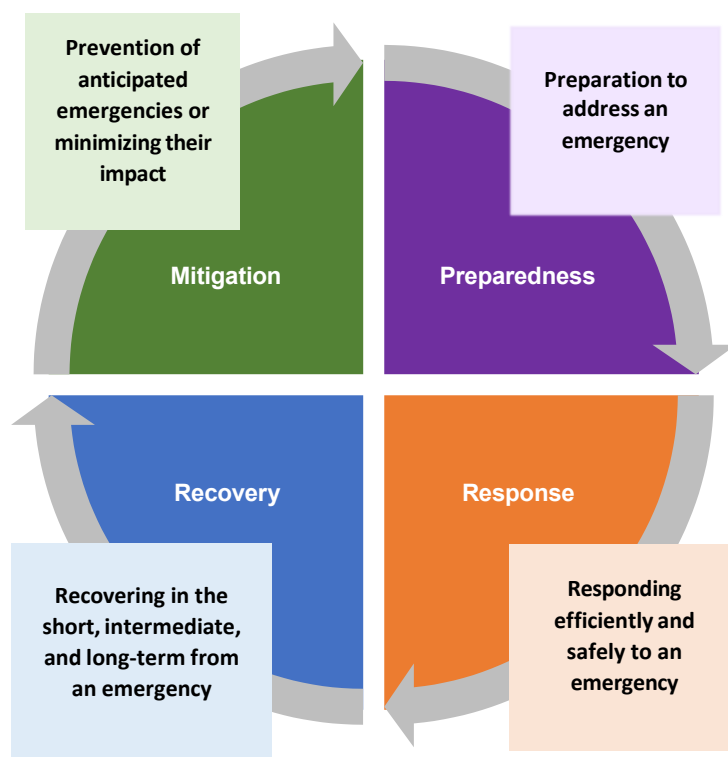 Prevention of
anticipated
emergencies or
minimizing their
impact
Preparation to
address an
emergency
Mitigation
Preparedness
Recovery
Response
Recovering in the
short, intermediate,
and long-term from
an emergency
Responding
efficiently and
safely to an
emergency